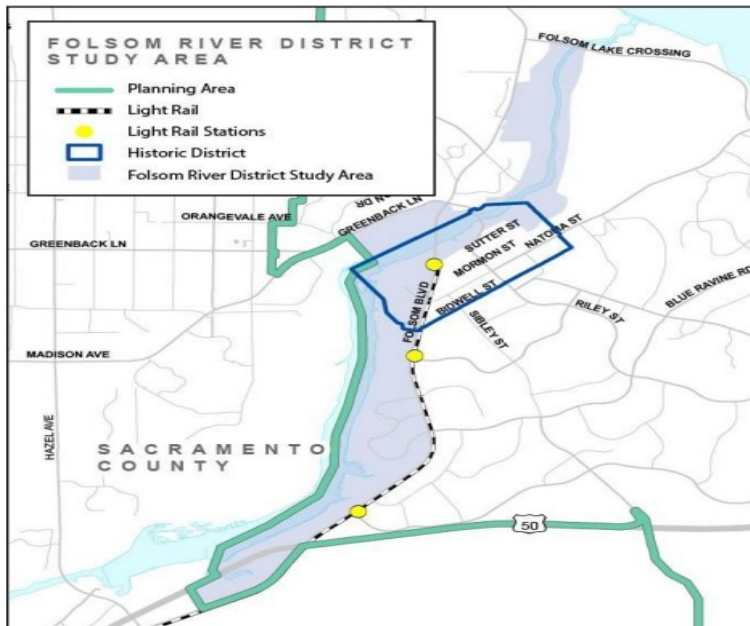 FOLSOM RIVER DISTRICT
STUDY AREA
Planning Area
Light Rail
Light Rail Stations
Historic District
Folsom River District Study Area
FOLSOM LAKE CROSSING
ORANGEVALE AVE
GREENBACK LN
GREENBACK LN
SUTTER ST
MORMON ST
NATOMA ST
FOLSOM BLVD
BIDWELL ST
SIBLEY ST
RILEY ST
BLUE RAVINE RD
MADISON AVE
HAZEL AVE
SACRAMENTO
COUNTY
50